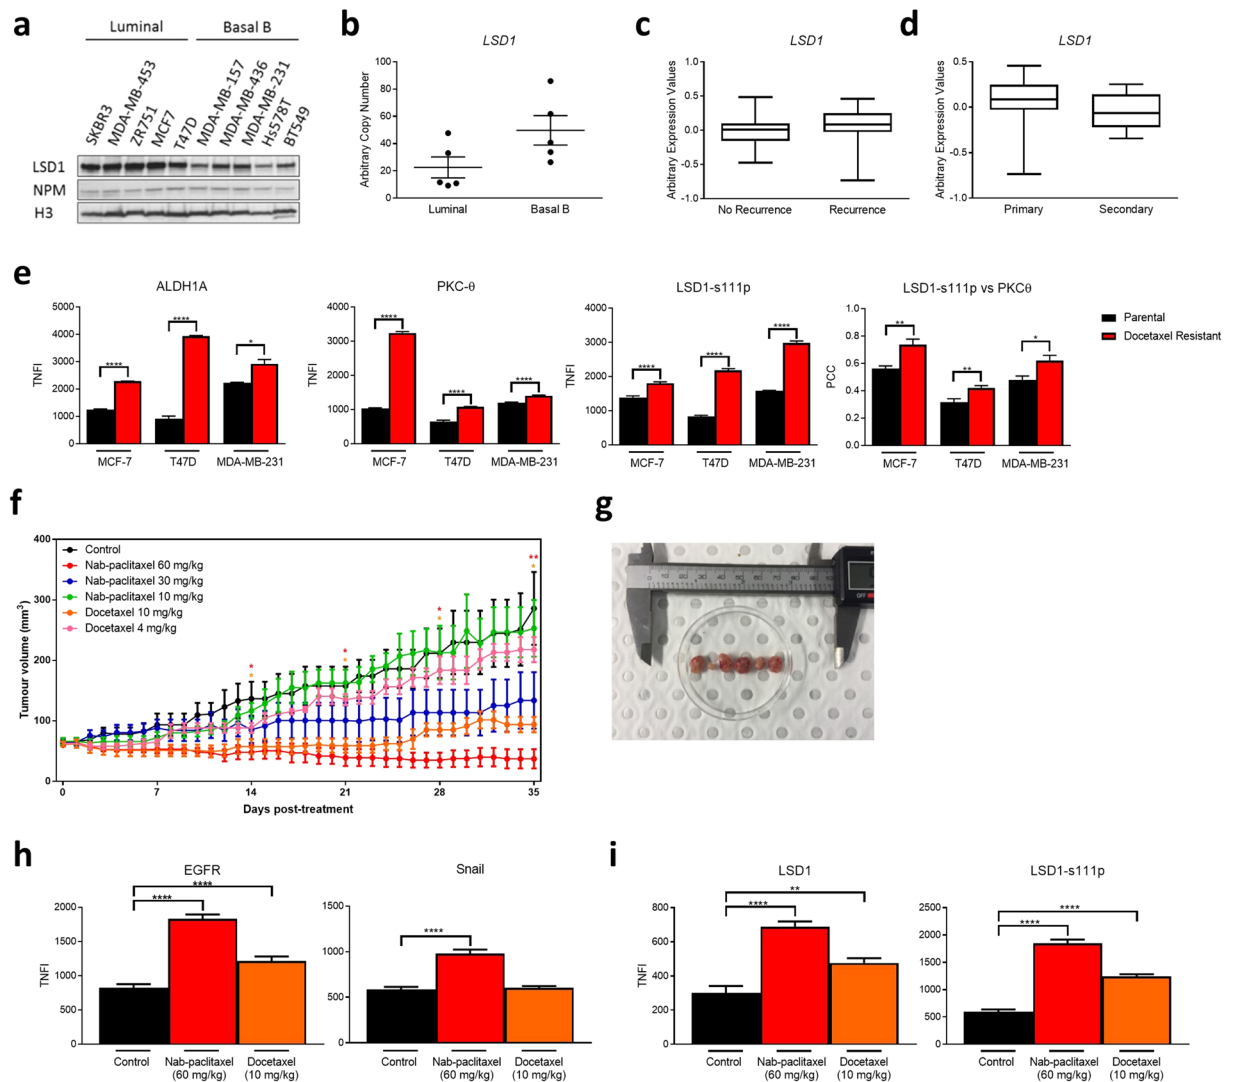 a
Luminal
Basal B
SKBR3
MDA-MB-453
ZR751
MCF7
T47D
MDA-MB-157
MDA-MB-436
MDA-MB-231
Hs578T
BT549
LSD1
NPM
H3
b
LSD1
Arbitrary Copy Number
100
80
60
40
20
0
Luminal
Basal B
c
LSD1
Arbitrary Expression Values
1.0
0.5
0.0
-0.5
-1.0
No Recurrence
Recurrence
d
LSD1
Arbitrary Expression Values
0.5
0.0
-0.5
-1.0
Primary
Secondary
e
ALDH1A
TNFI
5000
4000
3000
2000
1000
0
****
****
*
MCF-7
T47D
MDA-MB-231
PKC-θ
4000
3000
2000
1000
0
****
****
****
MCF-7
T47D
MDA-MB-231
LSD1-s111p
TNFI
4000
3000
2000
1000
0
****
****
****
MCF-7
T47D
MDA-MB-231
LSD1-s111p vs PKCθ
PCC
1.0
0.8
0.6
0.4
0.2
0.0
**
**
*
MCF-7
T47D
MDA-MB-231
Parental
Docetaxel Resistant
f
Tumour volume (mm3)
400
300
200
100
0
Control
Nab-paclitaxel 60 mg/kg
Nab-paclitaxel 30 mg/kg
Nab-paclitaxel 10 mg/kg
Docetaxel 10 mg/kg
Docetaxel 4 mg/kg
*
*
*
*
*
*
**
*
0
7
14
21
28
35
Days post-treatment
g
h
EGFR
TNFI
2000
1500
1000
500
0
****
****
Control
Nab-paclitaxel
(60 mg/kg)
Docetaxel
(10 mg/kg)
Snail
1500
1000
500
0
****
Control
Nab-paclitaxel
(60 mg/kg)
Docetaxel
(10 mg/kg)
i
LSD1
TNFI
800
600
400
200
0
**
****
Control
Nab-paclitaxel
(60 mg/kg)
Docetaxel
(10 mg/kg)
LSD1-s111p
2500
2000
1500
1000
500
0
****
****
Control
Nab-paclitaxel
(60 mg/kg)
Docetaxel
(10 mg/kg)